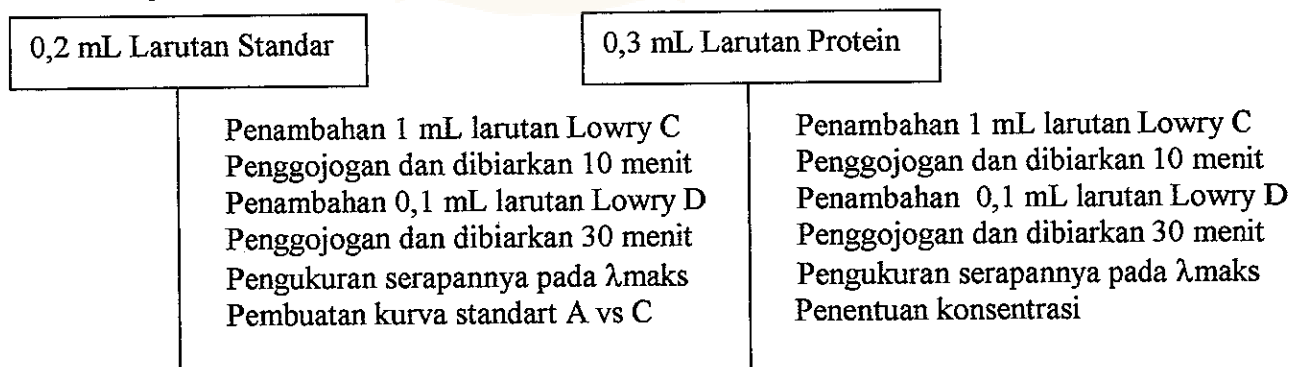 0,2 mL Larutan Standar
Penambahan 1 mL larutan Lowry C
Penggojogan dan dibiarkan 10 menit
Penambahan 0,1 mL larutan Lowry D
Penggojogan dan dibiarkan 30 menit
Pengukuran serapannya pada λmaks
Pembuatan kurva standart A vs C
0,3 mL Larutan Protein
Penambahan 1 mL larutan Lowry C
Penggojogan dan dibiarkan 10 menit
Penambahan 0,1 mL larutan Lowry D
Penggojogan dan dibiarkan 30 menit
Pengukuran serapannya pada λmaks
Penentuan konsentrasi